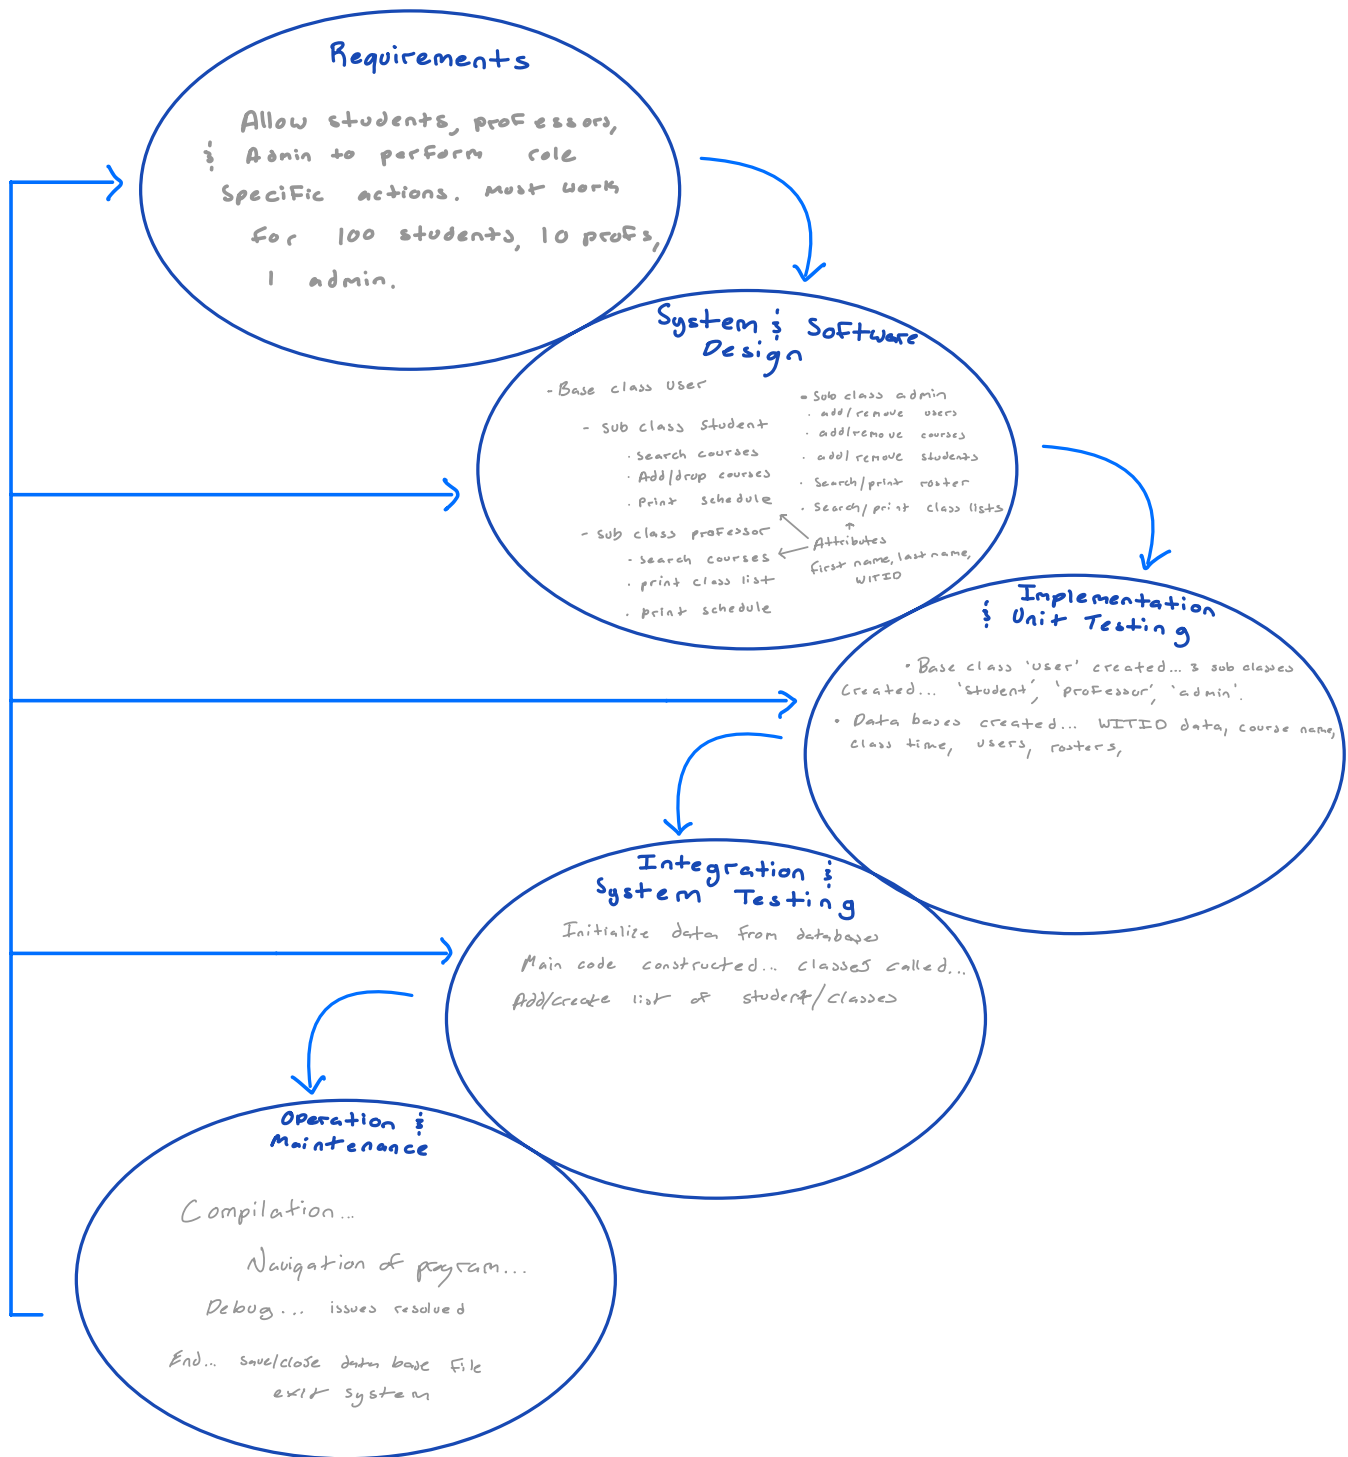 Requirements
Allow students, professors,
& Admin to perform role
specific actions. Must work
for 100 students, 10 profs,
1 admin.
System & Software
Design
- Base class user
- Sub class student
· Search courses
· Add/drop courses
· Print schedule
- Sub class professor
· search courses
· print class list
· print schedule
- Sub class admin
· add/remove users
· add/remove courses
· add/remove students
· Search/print roster
· Search/print class lists
Attributes
first name, last name,
WITID
Implementation
& Unit Testing
• Base class 'user' created... 3 sub classes
created... 'student', 'professor', 'admin'.
• Data bases created... WITID data, course name,
class time, users, rosters,
Integration &
System Testing
Initialize data from databases
Main code constructed... classes called...
Add/create list of student/classes
Operation &
Maintenance
Compilation...
Navigation of program...
Debug... issues resolved
End... save/close data base file
exit system